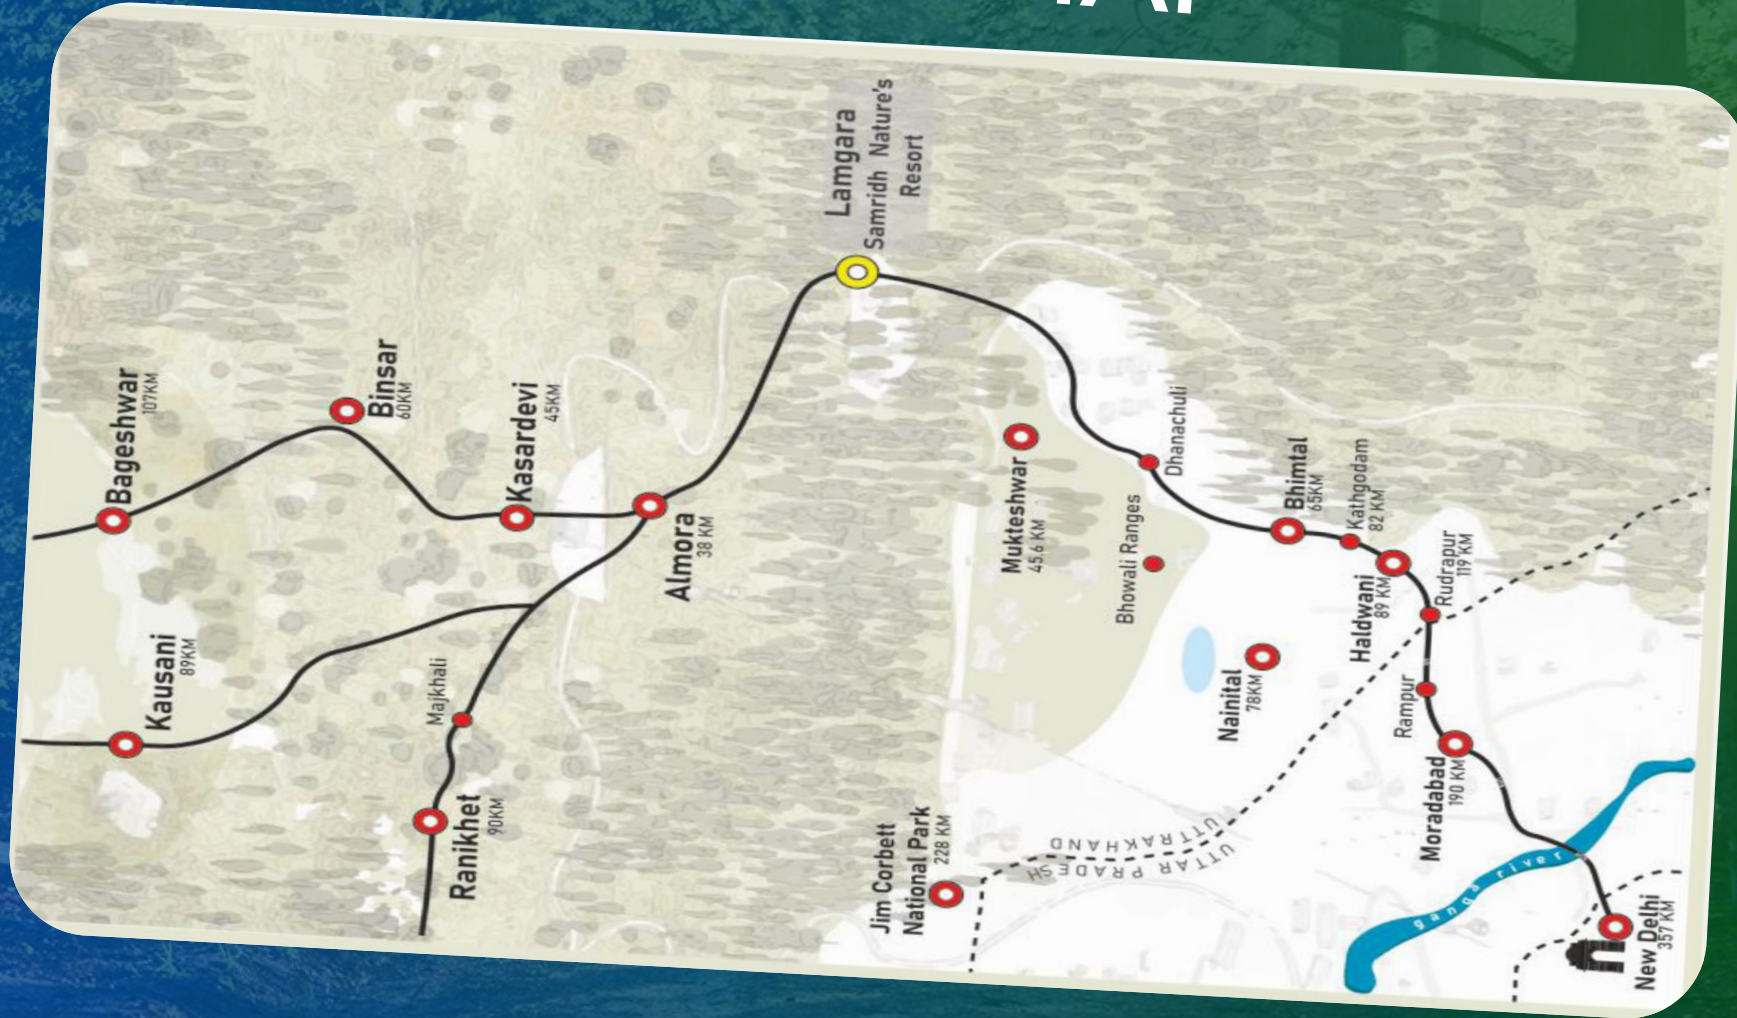 Bageshwar
107KM
Binsar
60KM
Kasardevi
45KM
Kausani
89KM
Majkhali
Ranikhet
90KM
Almora
38 KM
Lamgara
Samridh Nature's
Resort
Mukteshwar
45.6 KM
Dhanachuli
Bhowali Ranges
Bhimtal
65KM
Kathgodam
82 KM
Haldwani
89 KM
Nainital
78KM
Rudrapur
119 KM
Rampur
Moradabad
190 KM
Jim Corbett
National Park
228 KM
UTTRAKHAND
UTTAR PRADESH
ganga river
New Delhi
357 KM